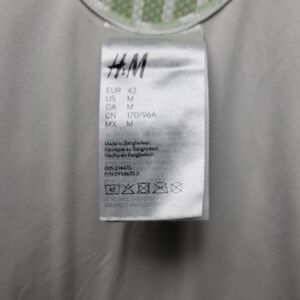 H&M
EUR 42
US M
CA M
CN 170/96A
MX M
Made in Bangladesh
Fabriqué au Bangladesh
Hecho en Bangladesh